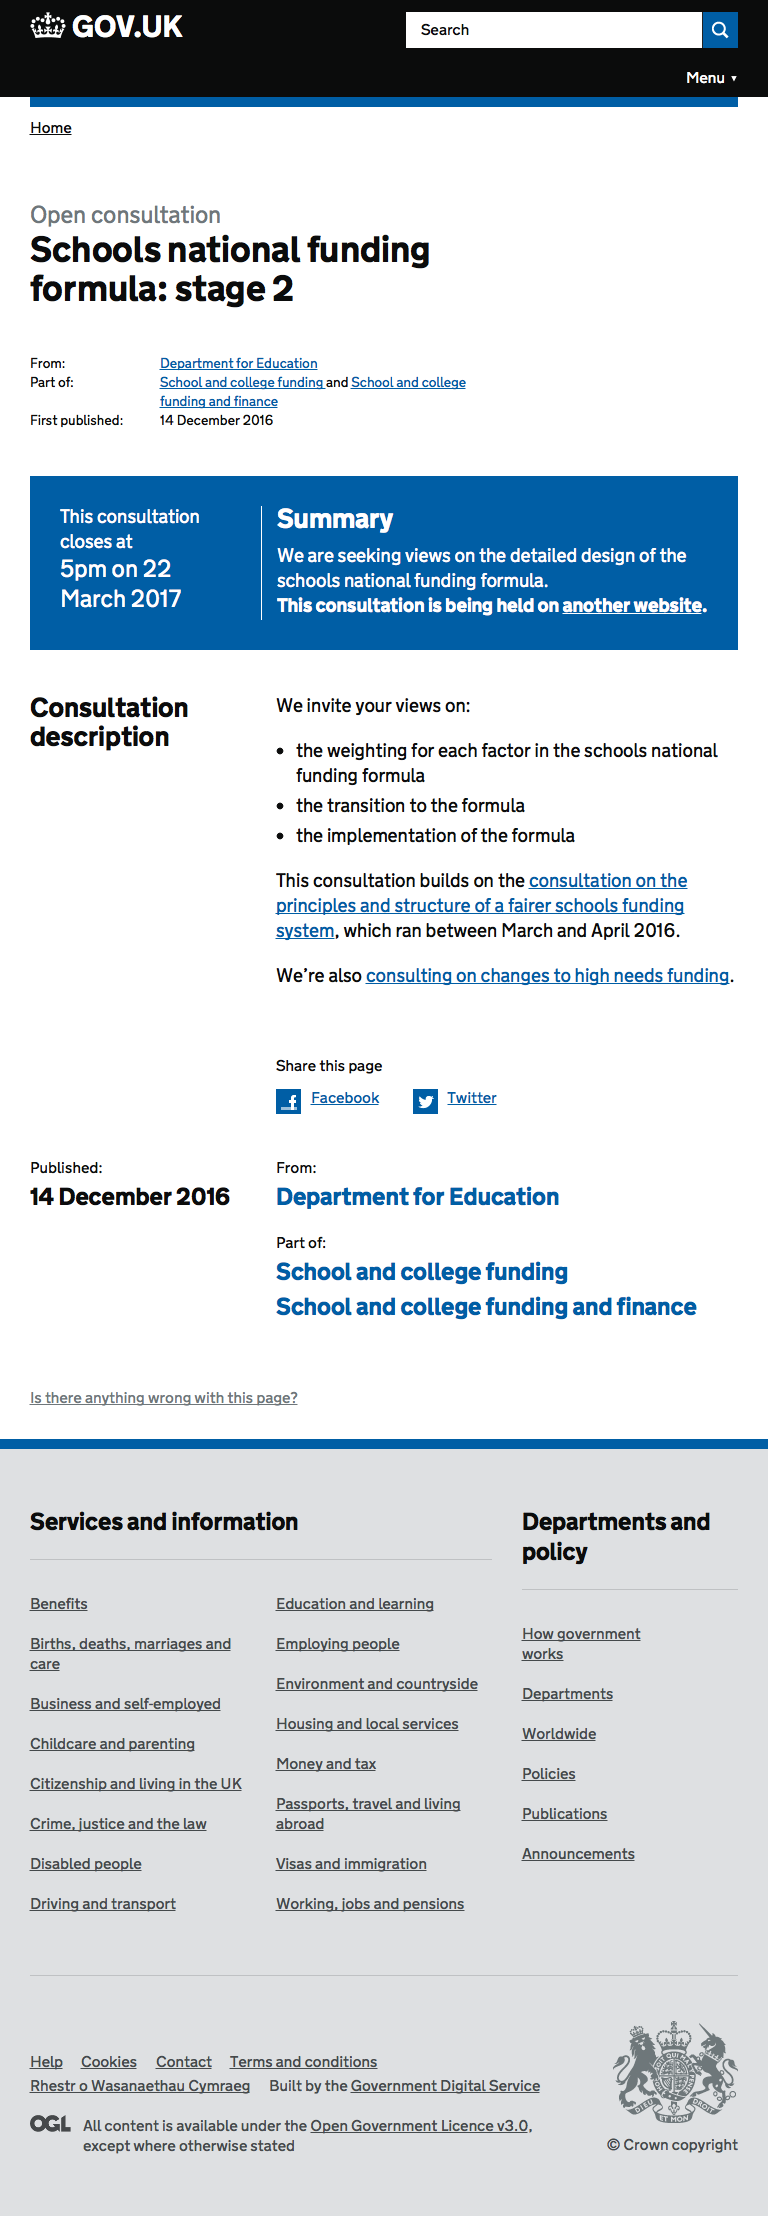 GOV.UK
Search
Menu ▼
Home
Open consultation
Schools national funding
formula: stage 2
From: Department for Education
Part of: School and college funding and School and college
funding and finance
First published: 14 December 2016
This consultation
closes at
5pm on 22
March 2017
Summary
We are seeking views on the detailed design of the
schools national funding formula.
This consultation is being held on another website.
Consultation
description
We invite your views on:
• the weighting for each factor in the schools national
funding formula
• the transition to the formula
• the implementation of the formula
This consultation builds on the consultation on the
principles and structure of a fairer schools funding
system, which ran between March and April 2016.
We’re also consulting on changes to high needs funding.
Share this page
Facebook Twitter
Published:
14 December 2016
From:
Department for Education
Part of:
School and college funding
School and college funding and finance
Is there anything wrong with this page?
Services and information
Benefits
Births, deaths, marriages and
care
Business and self-employed
Childcare and parenting
Citizenship and living in the UK
Crime, justice and the law
Disabled people
Driving and transport
Education and learning
Employing people
Environment and countryside
Housing and local services
Money and tax
Passports, travel and living
abroad
Visas and immigration
Working, jobs and pensions
Departments and
policy
How government
works
Departments
Worldwide
Policies
Publications
Announcements
Help Cookies Contact Terms and conditions
Rhestr o Wasanaethau Cymraeg Built by the Government Digital Service
OGL All content is available under the Open Government Licence v3.0,
except where otherwise stated
DIEU ET MON DROIT
© Crown copyright